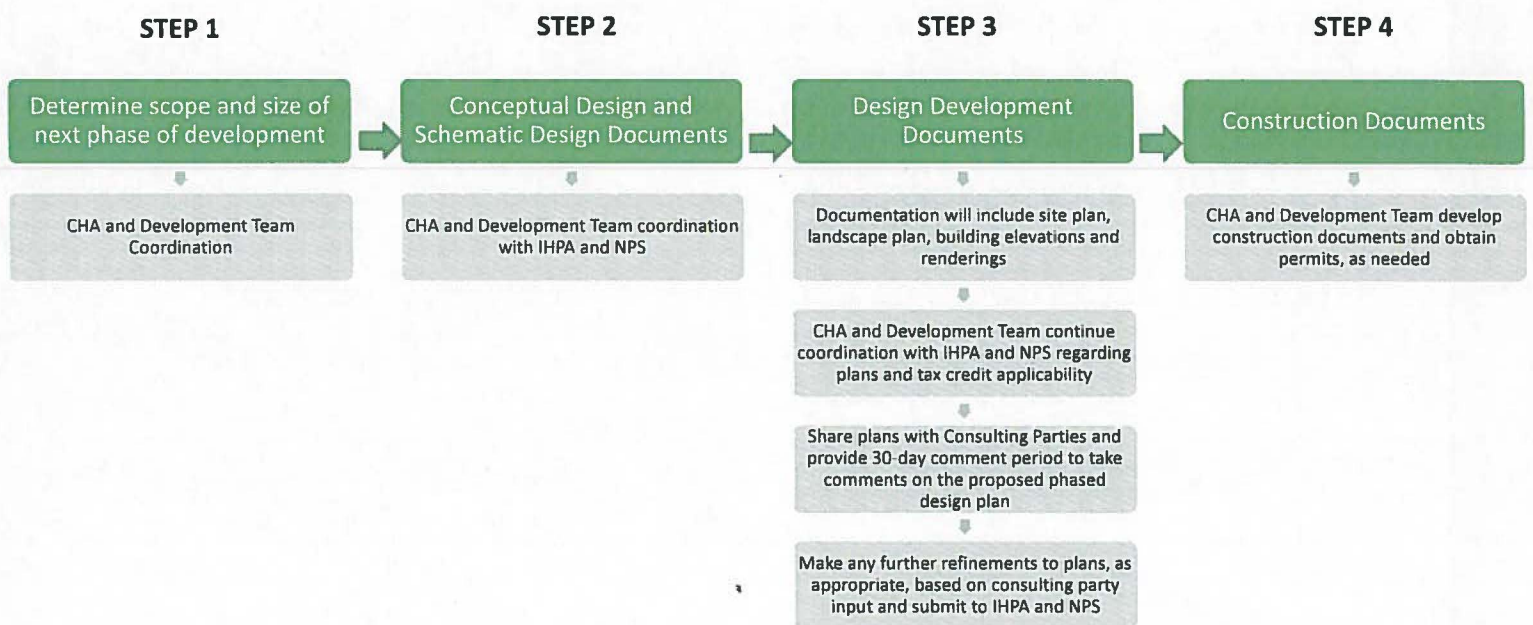 STEP 1
Determine scope and size of
next phase of development
CHA and Development Team
Coordination
STEP 2
Conceptual Design and
Schematic Design Documents
CHA and Development Team coordination
with IHPA and NPS
STEP 3
Design Development
Documents
Documentation will include site plan,
landscape plan, building elevations and
renderings
CHA and Development Team continue
coordination with IHPA and NPS regarding
plans and tax credit applicability
Share plans with Consulting Parties and
provide 30-day comment period to take
comments on the proposed phased
design plan
Make any further refinements to plans, as
appropriate, based on consulting party
input and submit to IHPA and NPS
STEP 4
Construction Documents
CHA and Development Team develop
construction documents and obtain
permits, as needed